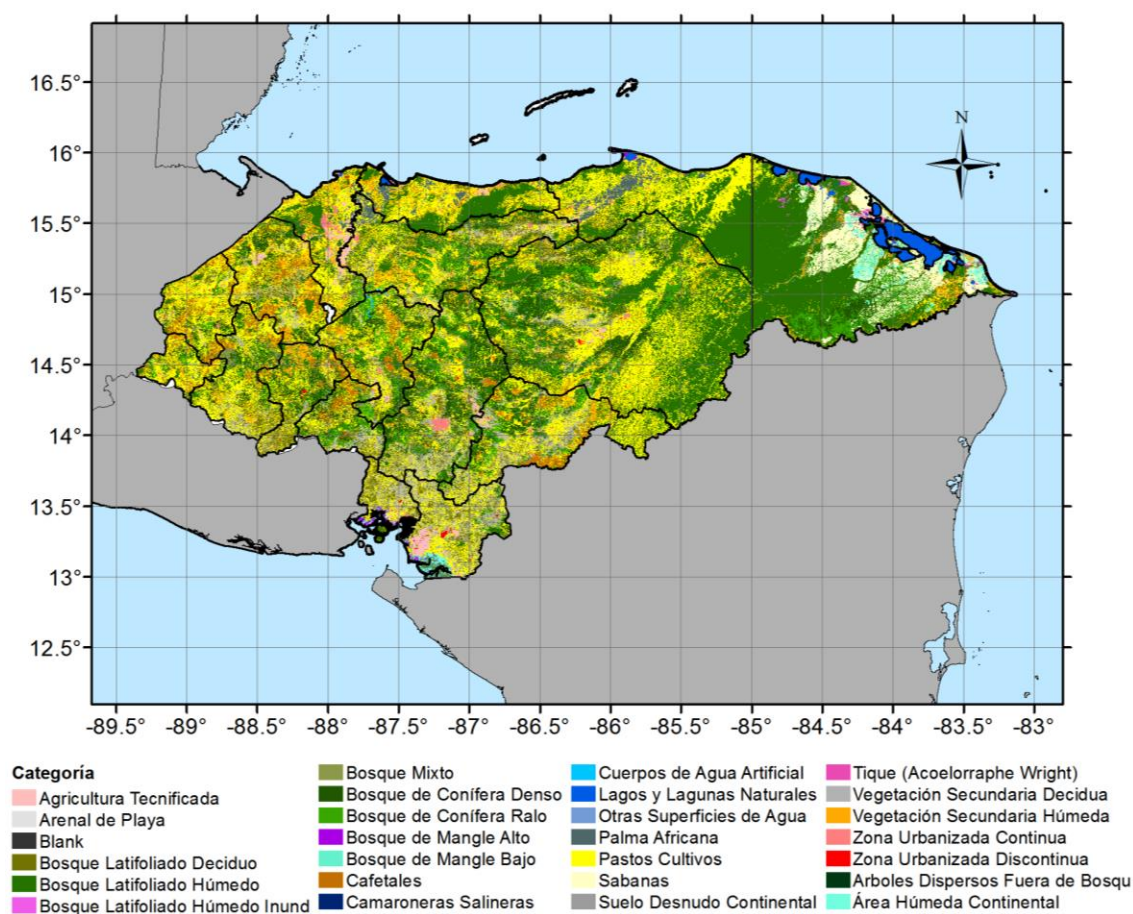 N
16.5°
16°
15.5°
15°
14.5°
14°
13.5°
13°
12.5°
-89.5° -89° -88.5° -88° -87.5° -87° -86.5° -86° -85.5° -85° -84.5° -84° -83.5° -83°
Categoría
Agricultura Tecnificada
Arenal de Playa
Blank
Bosque Latifoliado Deciduo
Bosque Latifoliado Húmedo
Bosque Latifoliado Húmedo Inund
Bosque Mixto
Bosque de Conífera Denso
Bosque de Conífera Ralo
Bosque de Mangle Alto
Bosque de Mangle Bajo
Cafetales
Camaroneras Salineras
Cuerpos de Agua Artificial
Lagos y Lagunas Naturales
Otras Superficies de Agua
Palma Africana
Pastos Cultivos
Sabanas
Suelo Desnudo Continental
Tique (Acoelorraphe Wright)
Vegetación Secundaria Decidua
Vegetación Secundaria Húmeda
Zona Urbanizada Continua
Zona Urbanizada Discontinua
Arboles Dispersos Fuera de Bosqu
Área Húmeda Continental